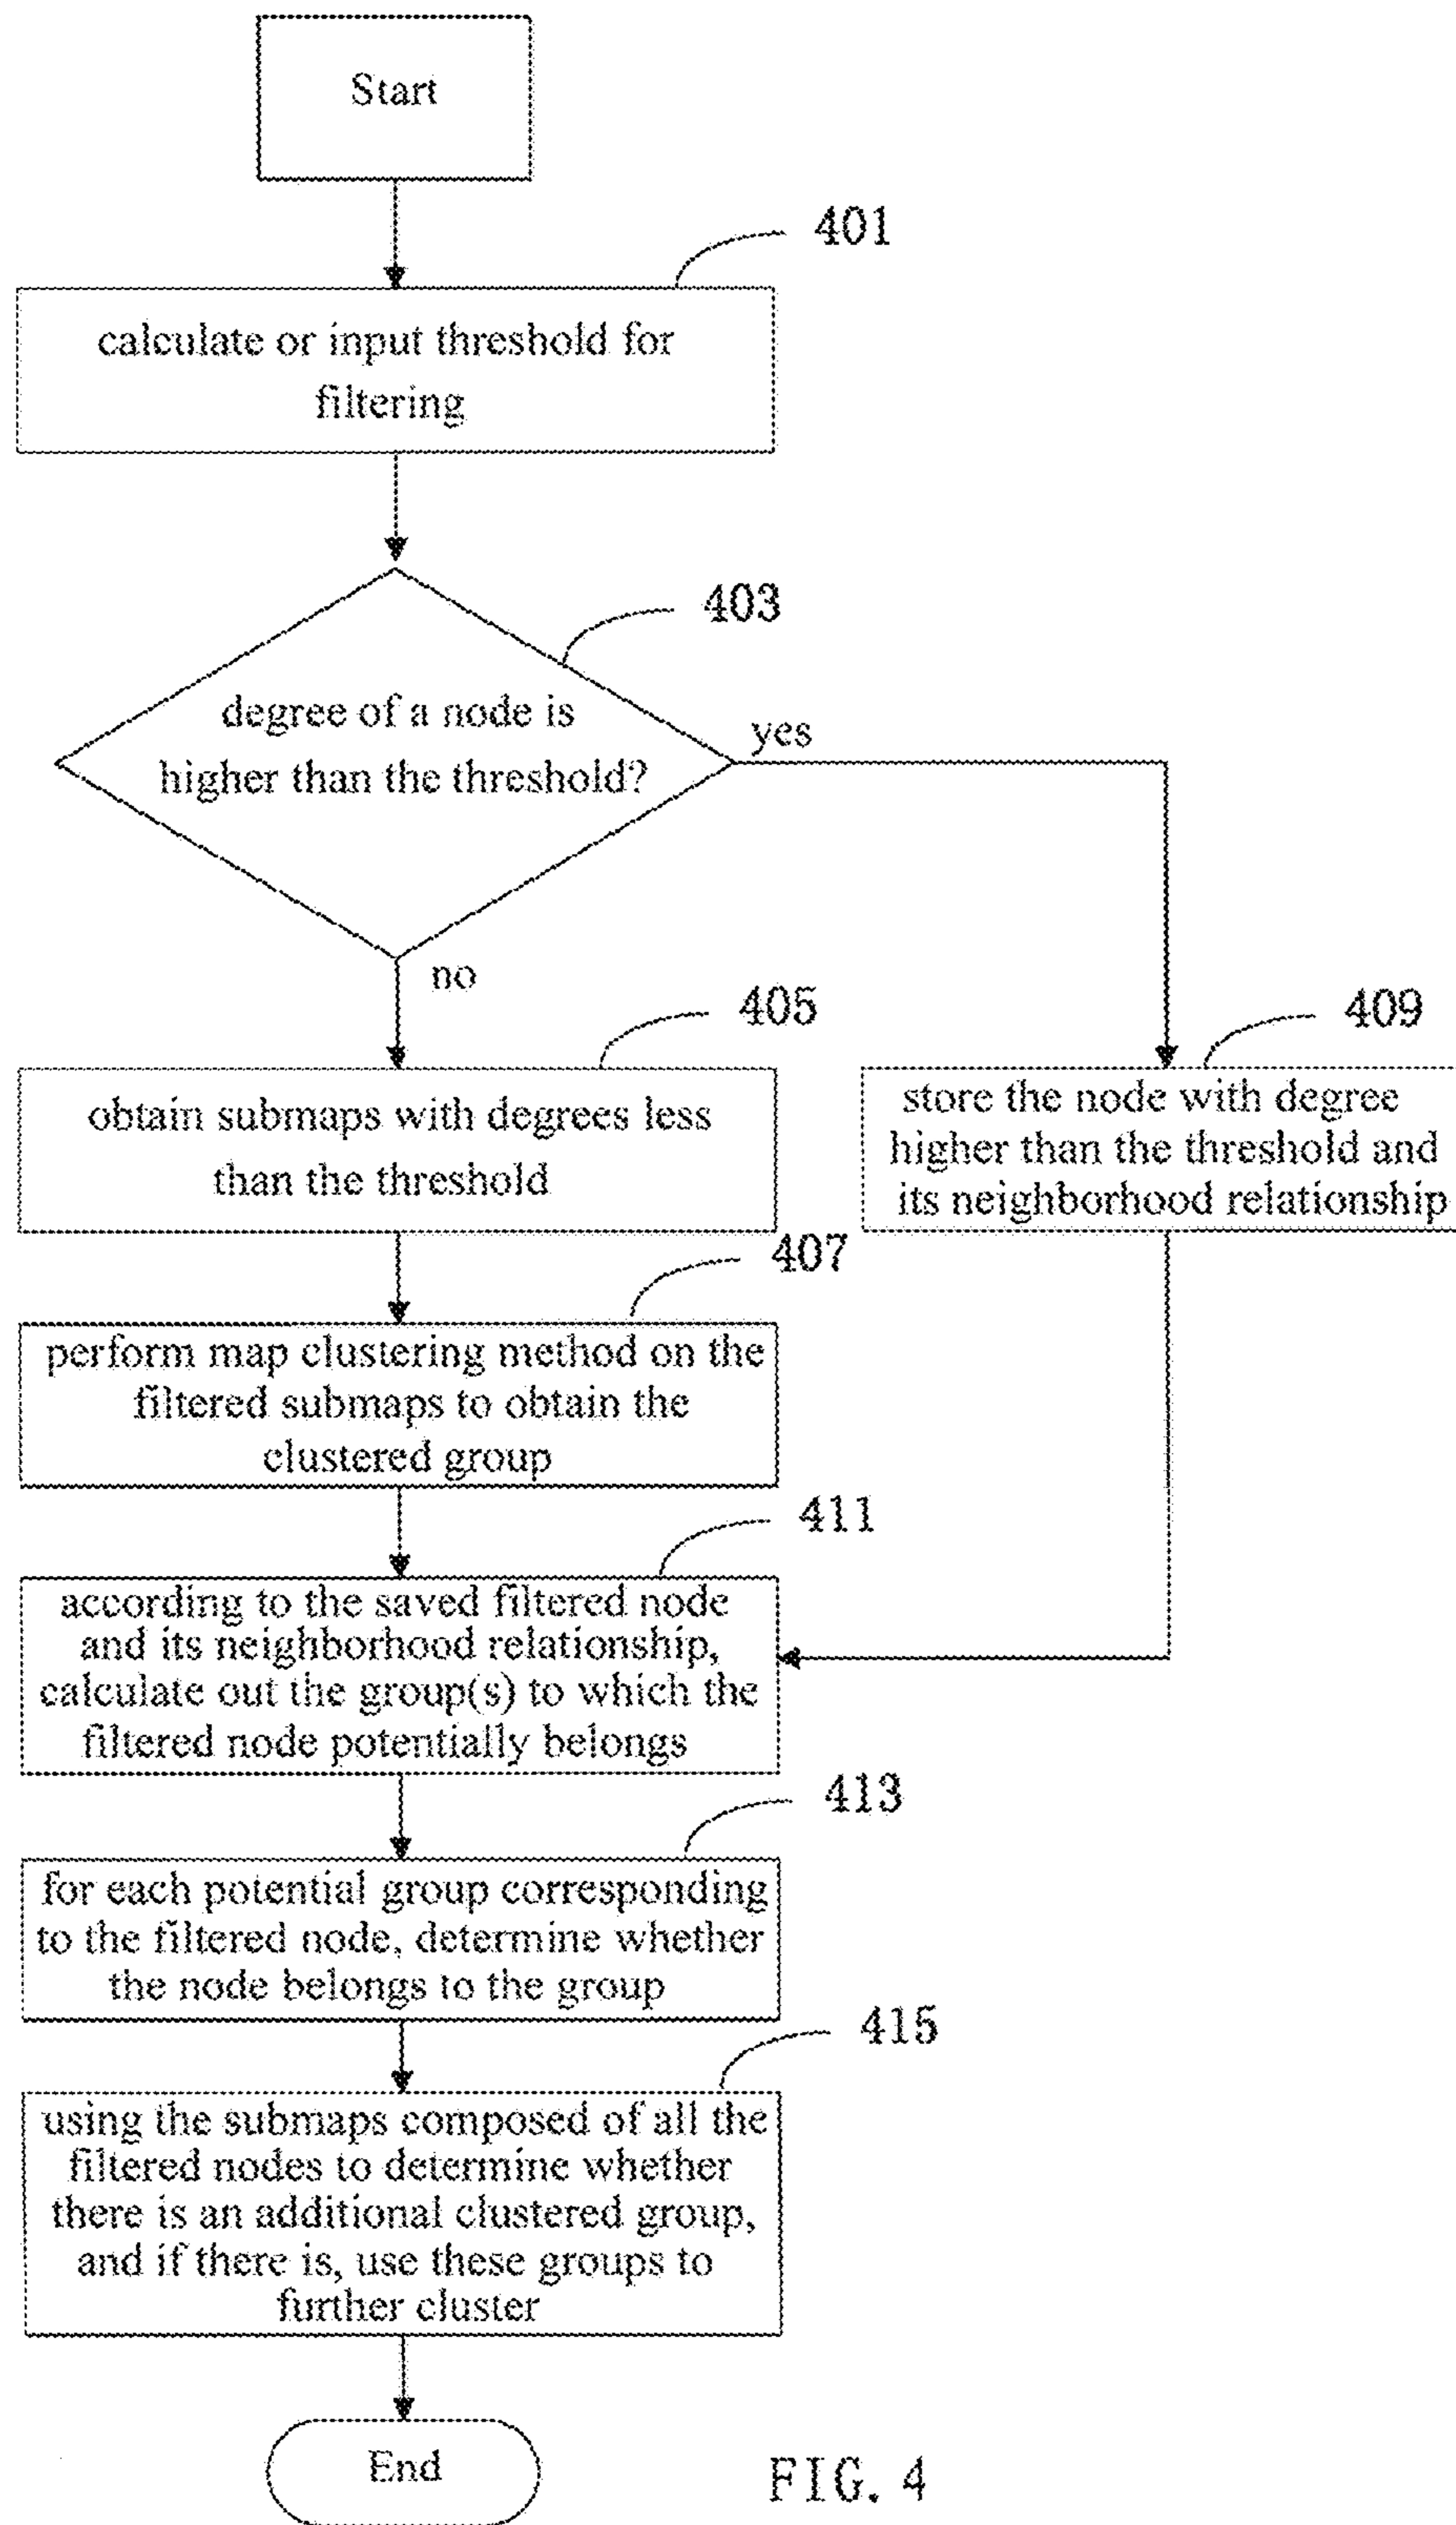 Start
401
calculate or input threshold for
filtering
403
degree of a node is
higher than the threshold?
yes
no
405
obtain submaps with degrees less
than the threshold
409
store the node with degree
higher than the threshold and
its neighborhood relationship
407
perform map clustering method on the
filtered submaps to obtain the
clustered group
411
according to the saved filtered node
and its neighborhood relationship,
calculate out the group(s) to which the
filtered node potentially belongs
413
for each potential group corresponding
to the filtered node, determine whether
the node belongs to the group
415
using the submaps composed of all the
filtered nodes to determine whether
there is an additional clustered group,
and if there is, use these groups to
further cluster
End
FIG. 4